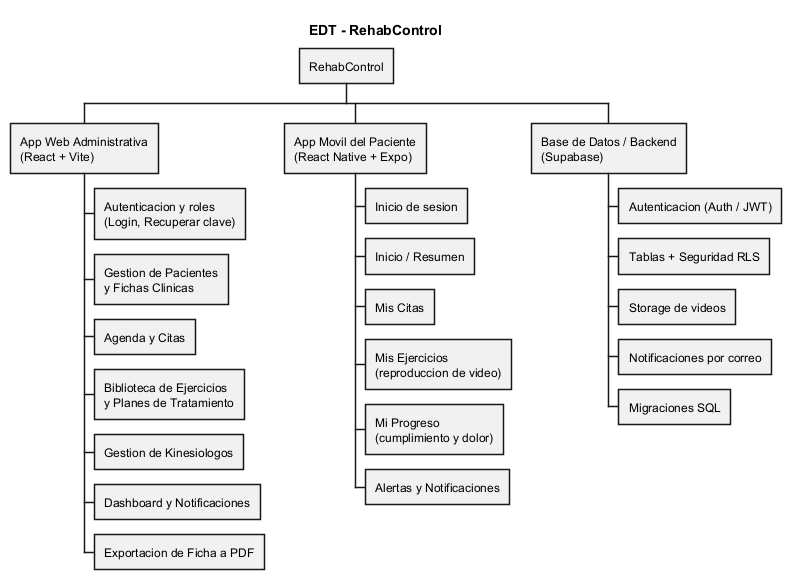 EDT - RehabControl
RehabControl
App Web Administrativa
(React + Vite)
Autenticacion y roles
(Login, Recuperar clave)
Gestion de Pacientes
y Fichas Clinicas
Agenda y Citas
Biblioteca de Ejercicios
y Planes de Tratamiento
Gestion de Kinesiologos
Dashboard y Notificaciones
Exportacion de Ficha a PDF
App Movil del Paciente
(React Native + Expo)
Inicio de sesion
Inicio / Resumen
Mis Citas
Mis Ejercicios
(reproduccion de video)
Mi Progreso
(cumplimiento y dolor)
Alertas y Notificaciones
Base de Datos / Backend
(Supabase)
Autenticacion (Auth / JWT)
Tablas + Seguridad RLS
Storage de videos
Notificaciones por correo
Migraciones SQL